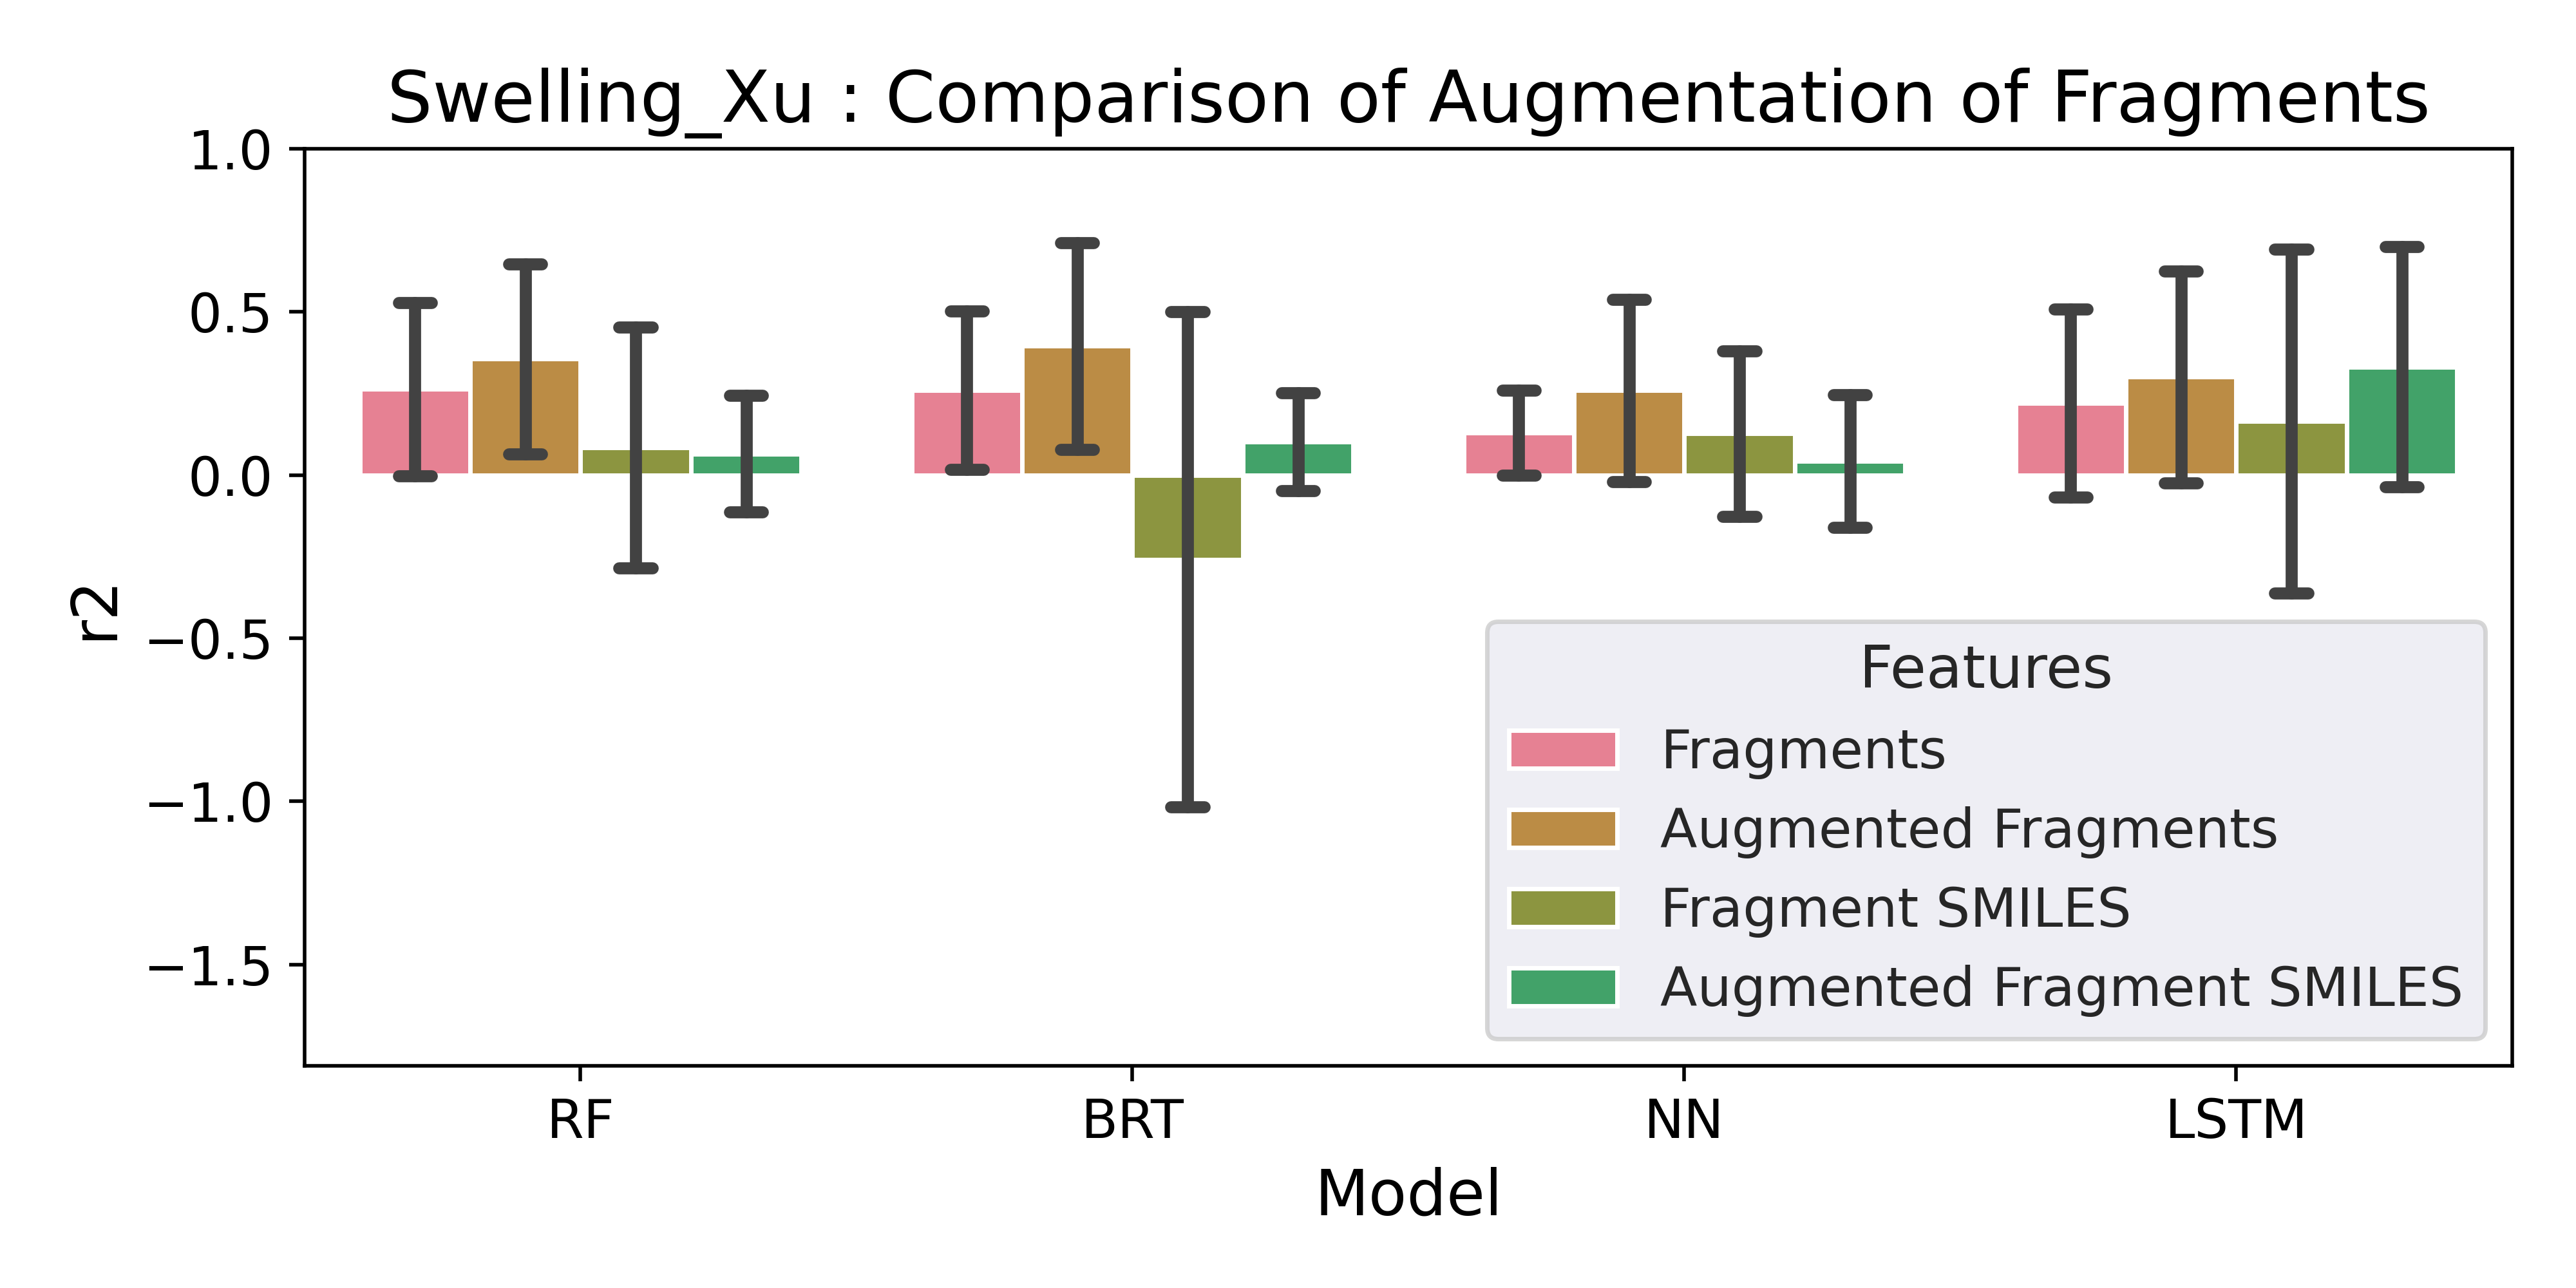 Swelling_Xu : Comparison of Augmentation of Fragments
1.0
0.5
0.0
−0.5
−1.0
−1.5
r2
Features
Fragments
Augmented Fragments
Fragment SMILES
Augmented Fragment SMILES
RF BRT NN LSTM
Model